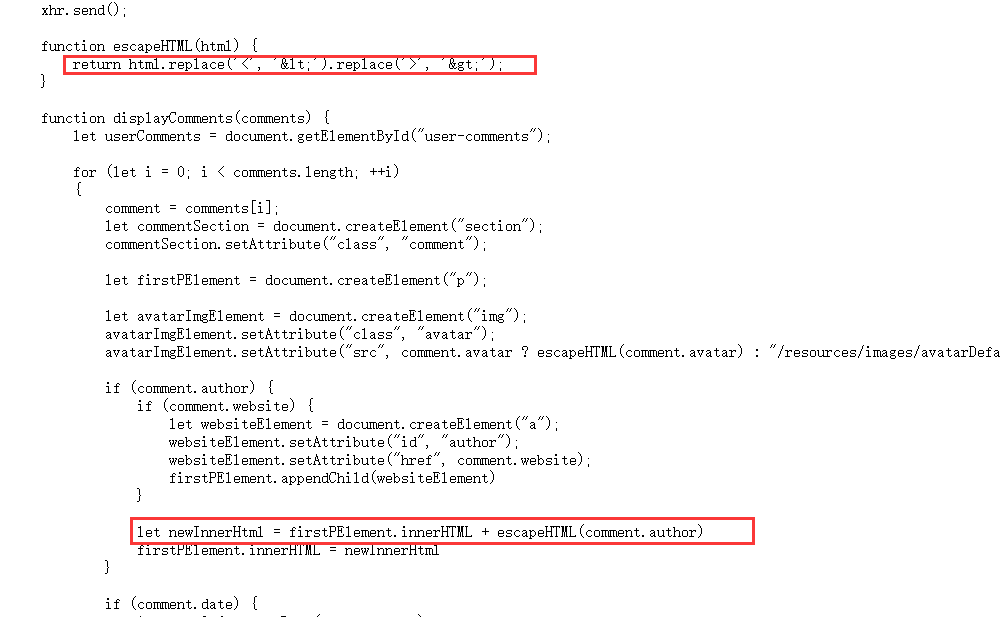 xhr.send();
function escapeHTML(html) {
return html.replace('<', '&lt;').replace('>', '&gt;');
}
function displayComments(comments) {
let userComments = document.getElementById("user-comments");
for (let i = 0; i < comments.length; ++i)
{
comment = comments[i];
let commentSection = document.createElement("section");
commentSection.setAttribute("class", "comment");
let firstPElement = document.createElement("p");
let avatarImgElement = document.createElement("img");
avatarImgElement.setAttribute("class", "avatar");
avatarImgElement.setAttribute("src", comment.avatar ? escapeHTML(comment.avatar) : "/resources/images/avatarDefa
if (comment.author) {
if (comment.website) {
let websiteElement = document.createElement("a");
websiteElement.setAttribute("id", "author");
websiteElement.setAttribute("href", comment.website);
firstPElement.appendChild(websiteElement)
}
let newInnerHtml = firstPElement.innerHTML + escapeHTML(comment.author)
firstPElement.innerHTML = newInnerHtml
}
if (comment.date) {